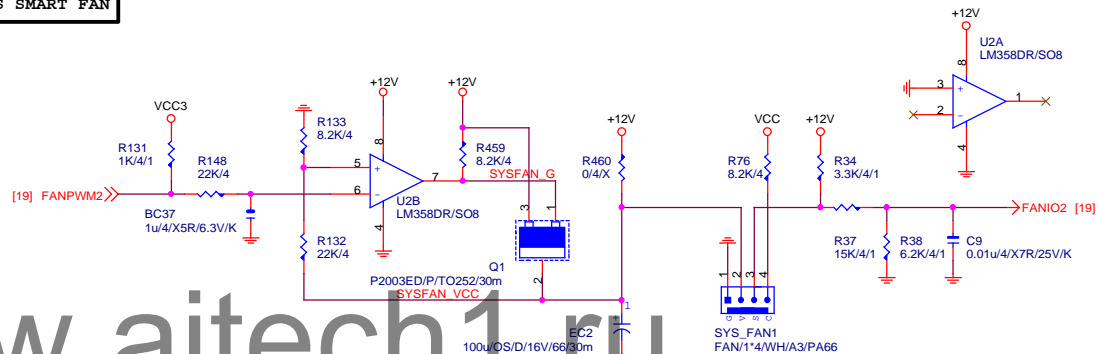 S SMART FAN
+12V
U2A
LM358DR/SO8
8
3
+
2
-
1
4
VCC3
R131
1K/4/1
R148
22K/4
[19] FANPWM2
BC37
1u/4/X5R/6.3V/K
R133
8.2K/4
R132
22K/4
+12V
8
5
+
6
-
7
U2B
LM358DR/SO8
4
+12V
R459
8.2K/4
SYSFAN_G
3
1
Q1
2
P2003ED/P/TO252/30m
SYSFAN_VCC
+12V
R460
0/4/X
1
EC2
100u/OS/D/16V/66/30m
VCC
R76
8.2K/4
+12V
R34
3.3K/4/1
R37
15K/4/1
R38
6.2K/4/1
C9
0.01u/4/X7R/25V/K
FANIO2 [19]
1
2
3
4
G
V
S
C
SYS_FAN1
FAN/1*4/WH/A3/PA66
w.aitech1.ru